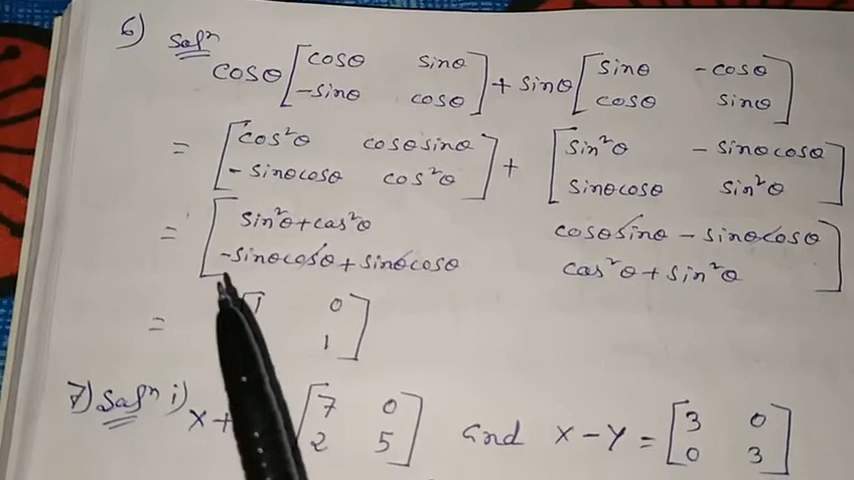 6) Solⁿ
cosθ [cosθ sinθ -sinθ cosθ] + sinθ [sinθ -cosθ cosθ sinθ]
= [cos²θ cosθsinθ -sinθcosθ cos²θ] + [sin²θ -sinθcosθ sinθcosθ sin²θ]
= [sin²θ+cos²θ cosθsinθ - sinθcosθ -sinθcosθ + sinθcosθ cos²θ + sin²θ]
= [1 0 1]
7) Solⁿ i) X+ [7 0 2 5] and X-Y = [3 0 0 3]